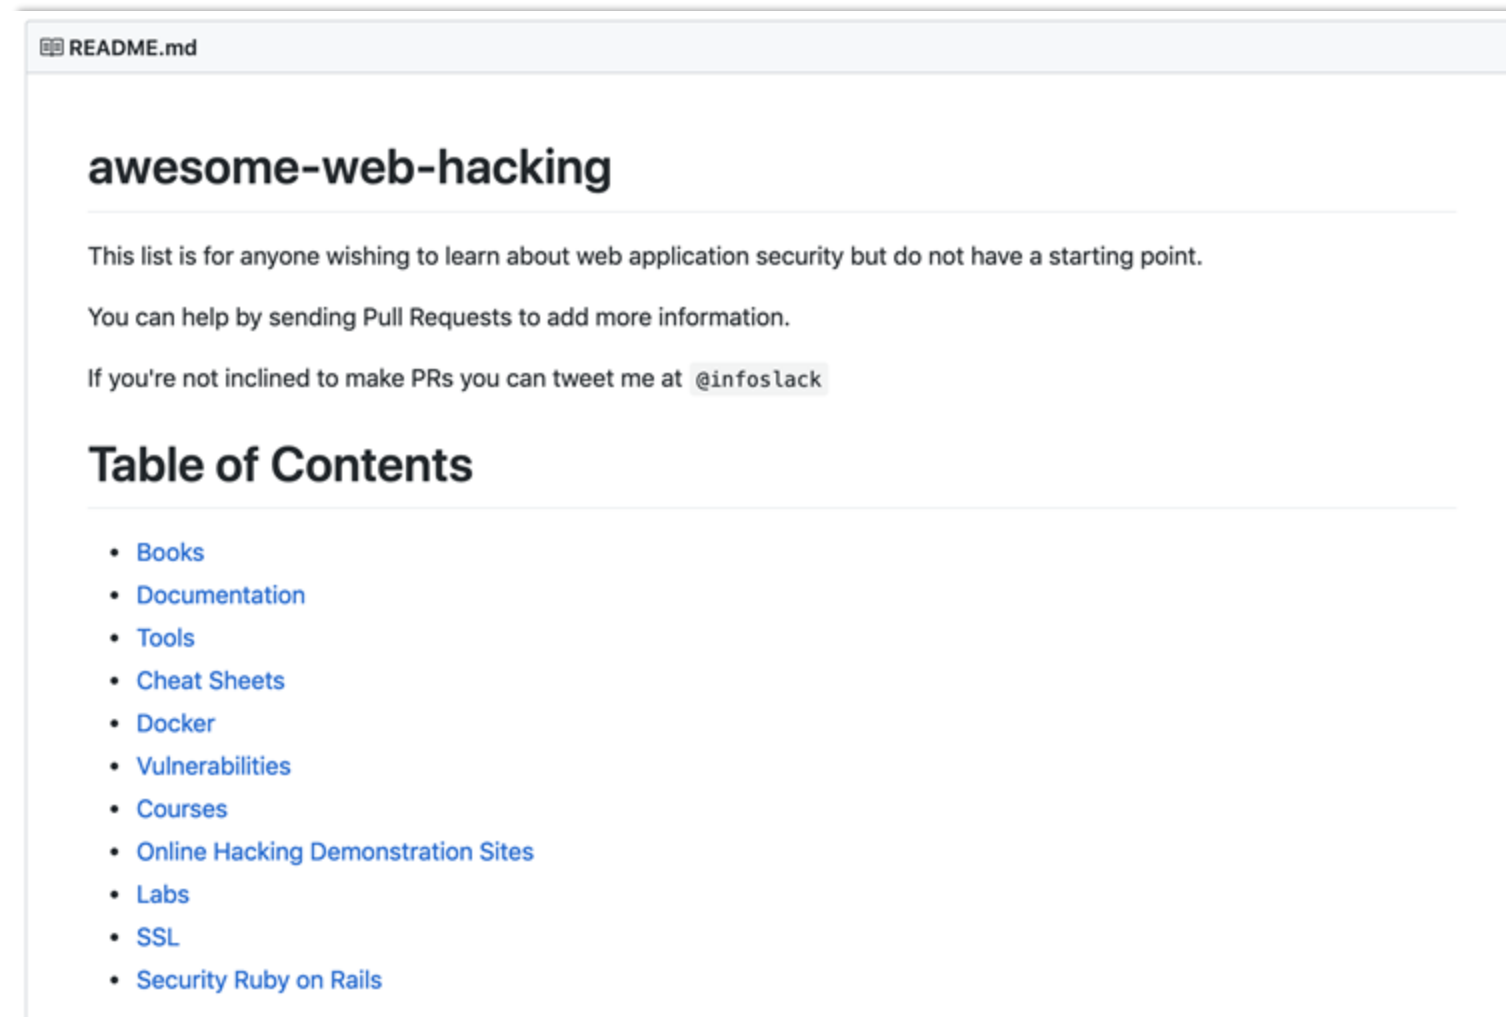 README.md
awesome-web-hacking
This list is for anyone wishing to learn about web application security but do not have a starting point.
You can help by sending Pull Requests to add more information.
If you're not inclined to make PRs you can tweet me at @infoslack
Table of Contents
Books
Documentation
Tools
Cheat Sheets
Docker
Vulnerabilities
Courses
Online Hacking Demonstration Sites
Labs
SSL
Security Ruby on Rails